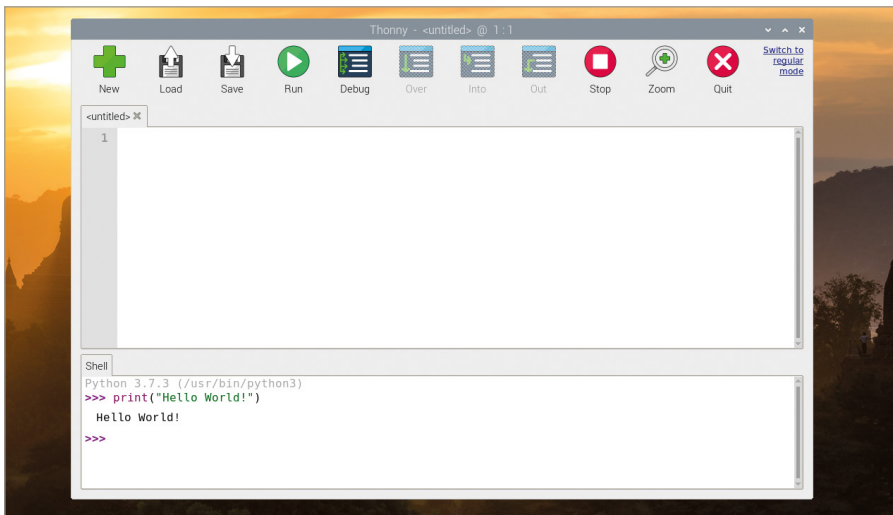 Thonny - <untitled> @ 1:1
New Load Save Run Debug Over Into Out Stop Zoom Quit
Switch to
regular
mode
<untitled>
1
Shell
Python 3.7.3 (/usr/bin/python3)
>>> print("Hello World!")
Hello World!
>>>